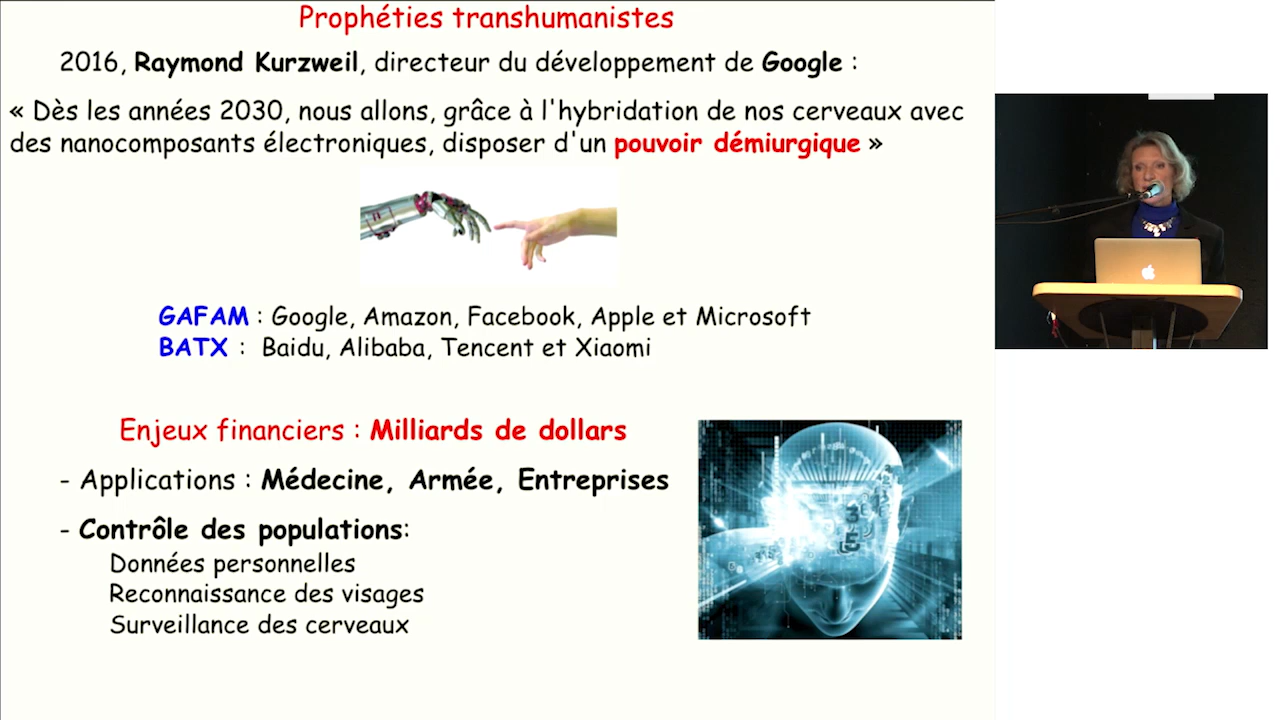 Prophéties transhumanistes
2016, Raymond Kurzweil, directeur du développement de Google :
« Dès les années 2030, nous allons, grâce à l'hybridation de nos cerveaux avec
des nanocomposants électroniques, disposer d'un pouvoir démiurgique »
GAFAM : Google, Amazon, Facebook, Apple et Microsoft
BATX : Baidu, Alibaba, Tencent et Xiaomi
Enjeux financiers : Milliards de dollars
- Applications : Médecine, Armée, Entreprises
- Contrôle des populations:
Données personnelles
Reconnaissance des visages
Surveillance des cerveaux